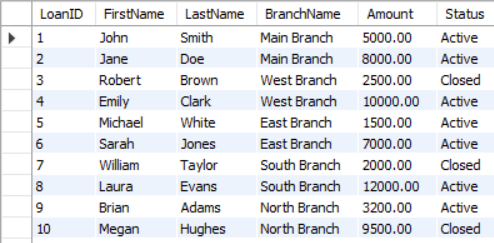 LoanID FirstName LastName BranchName Amount Status
1 John Smith Main Branch 5000.00 Active
2 Jane Doe Main Branch 8000.00 Active
3 Robert Brown West Branch 2500.00 Closed
4 Emily Clark West Branch 10000.00 Active
5 Michael White East Branch 1500.00 Active
6 Sarah Jones East Branch 7000.00 Active
7 William Taylor South Branch 2000.00 Closed
8 Laura Evans South Branch 12000.00 Active
9 Brian Adams North Branch 3200.00 Active
10 Megan Hughes North Branch 9500.00 Closed